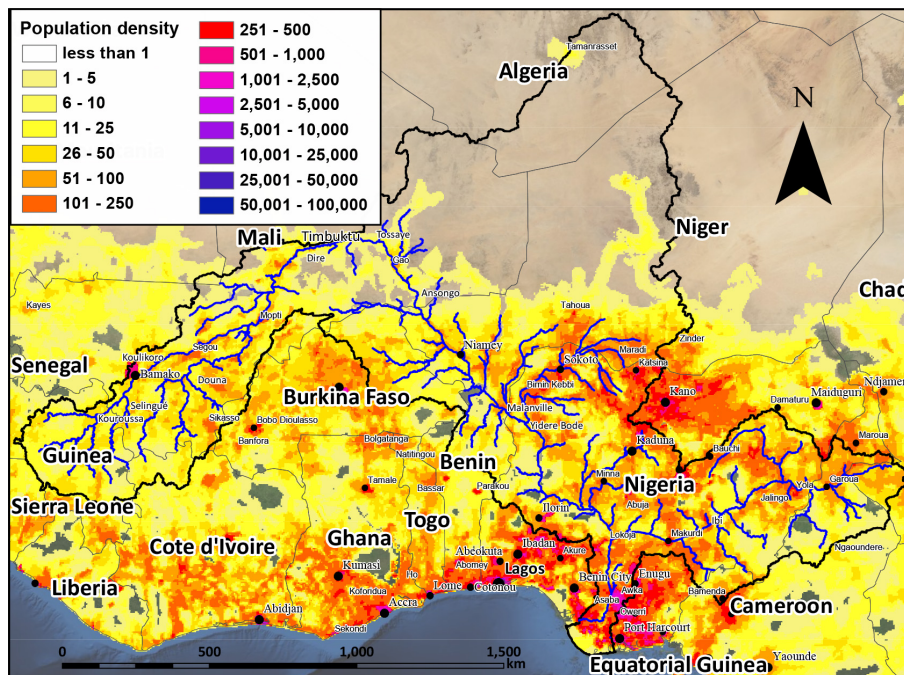 Population density
less than 1
1 - 5
6 - 10
11 - 25
26 - 50
51 - 100
101 - 250
251 - 500
501 - 1,000
1,001 - 2,500
2,501 - 5,000
5,001 - 10,000
10,001 - 25,000
25,001 - 50,000
50,001 - 100,000
Tamanrasset
Algeria
N
Niger
Mali
Timbuktu
Tossaye
Dire
Gao
Ansongo
Chad
Kayes
Mopti
Tahoua
Segou
Niamey
Zinder
Koulikoro
Maradi
Sokoto
Katsina
Senegal
Bamako
Douna
Birnin Kebbi
Kano
Ndjamena
Burkina Faso
Selingue
Malanville
Damaturu
Maiduguri
Kouroussa
Sikasso
Bobo Dioulasso
Yidere Bode
Banfora
Bolgatanga
Kaduna
Maroua
Guinea
Natitingou
Bauchi
Benin
Minna
Nigeria
Garoua
Tamale
Bassar
Parakou
Yola
Jalingo
Sierra Leone
Ilorin
Abuja
Togo
Ibi
Lokoja
Cote d'Ivoire
Ghana
Makurdi
Ibadan
Abeokuta
Akure
Ngaoundere
Abomey
Lagos
Kumasi
Ho
Enugu
Liberia
Kofondua
Lome
Cotonou
Benin City
Awka
Bamenda
Asaba
Cameroon
Accra
Owerri
Abidjan
Sekondi
Port Harcourt
0
500
1,000
1,500
km
Equatorial Guinea
Yaounde